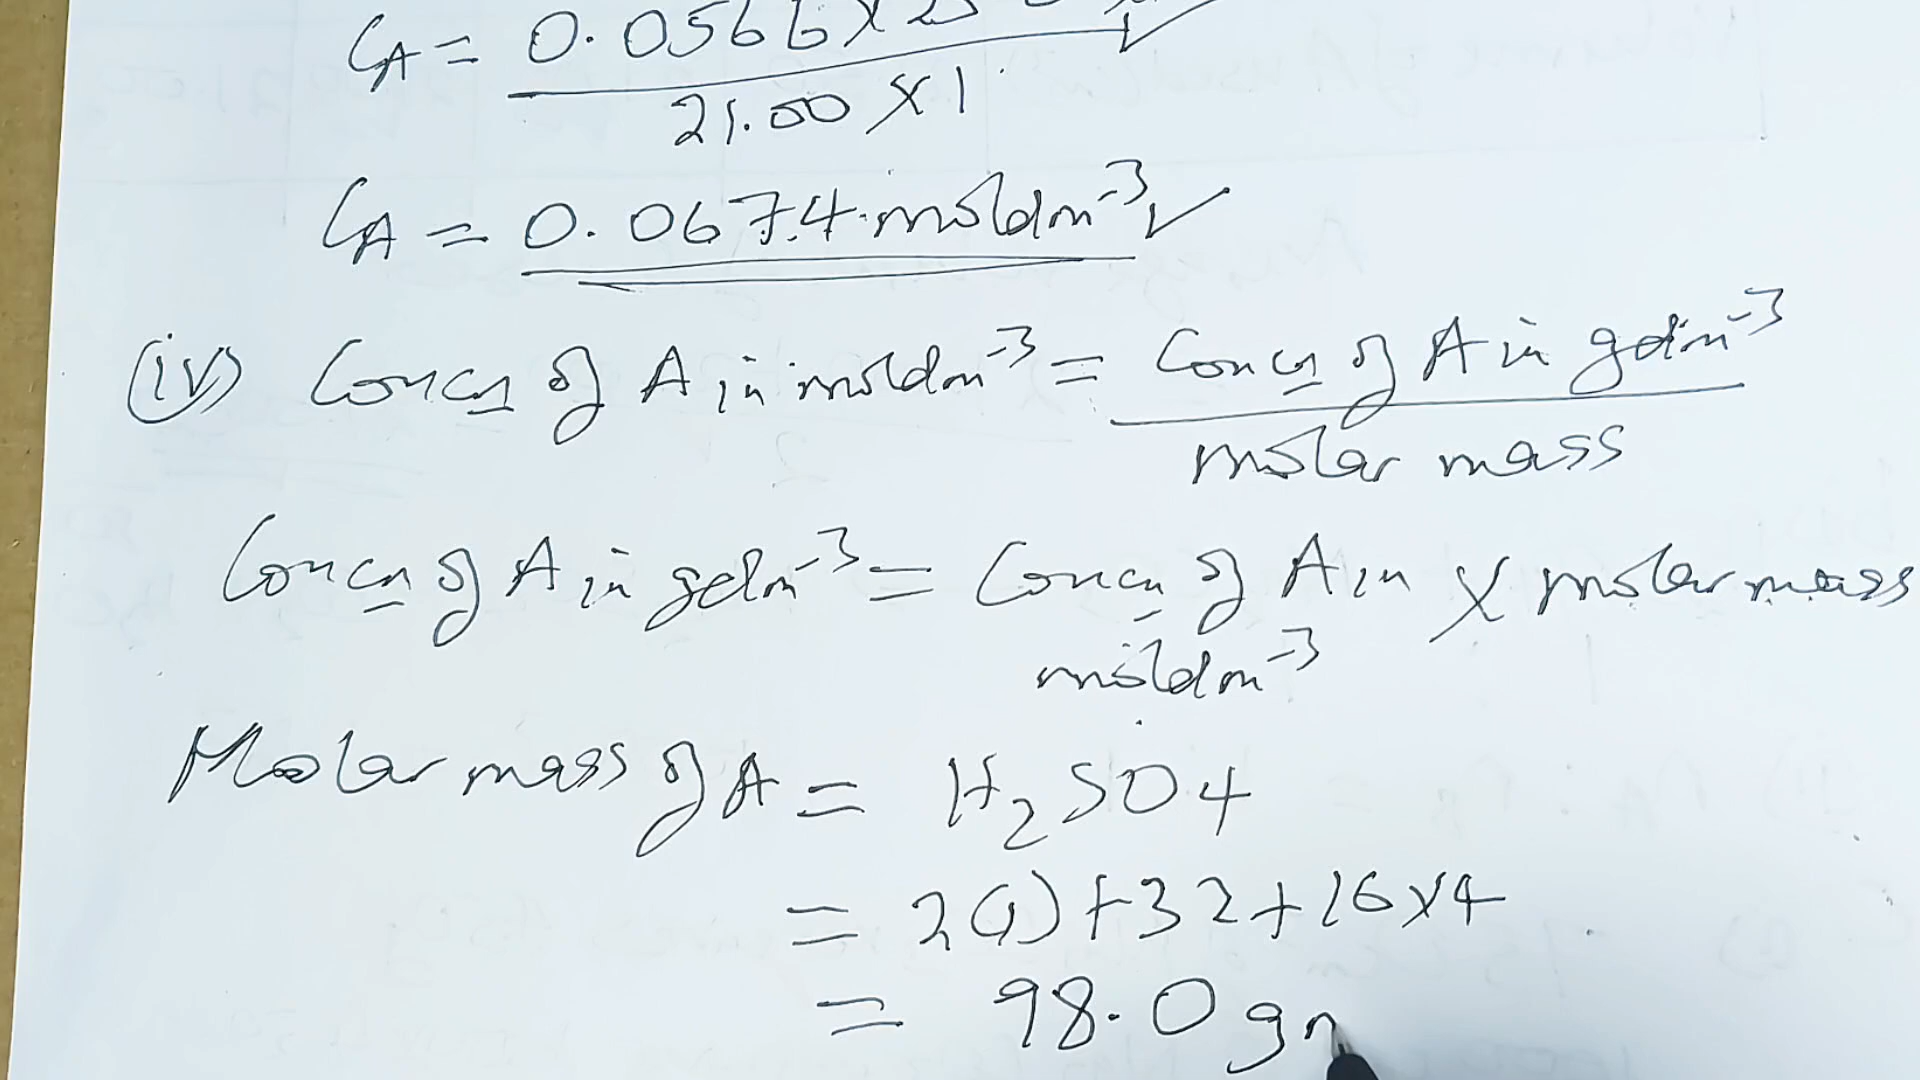 CA = 0.0566 x 2
21.00 x 1
CA = 0.0674 moldm-3 ✓
(iv) Concn of A in moldm-3 = Concn of A in gdm-3
molar mass
Concn of A in gdm-3 = Concn of A in x molar mass
moldm-3
Molar mass of A = H2SO4
= 2(1) + 32 + 16 x 4
= 98.0 gm